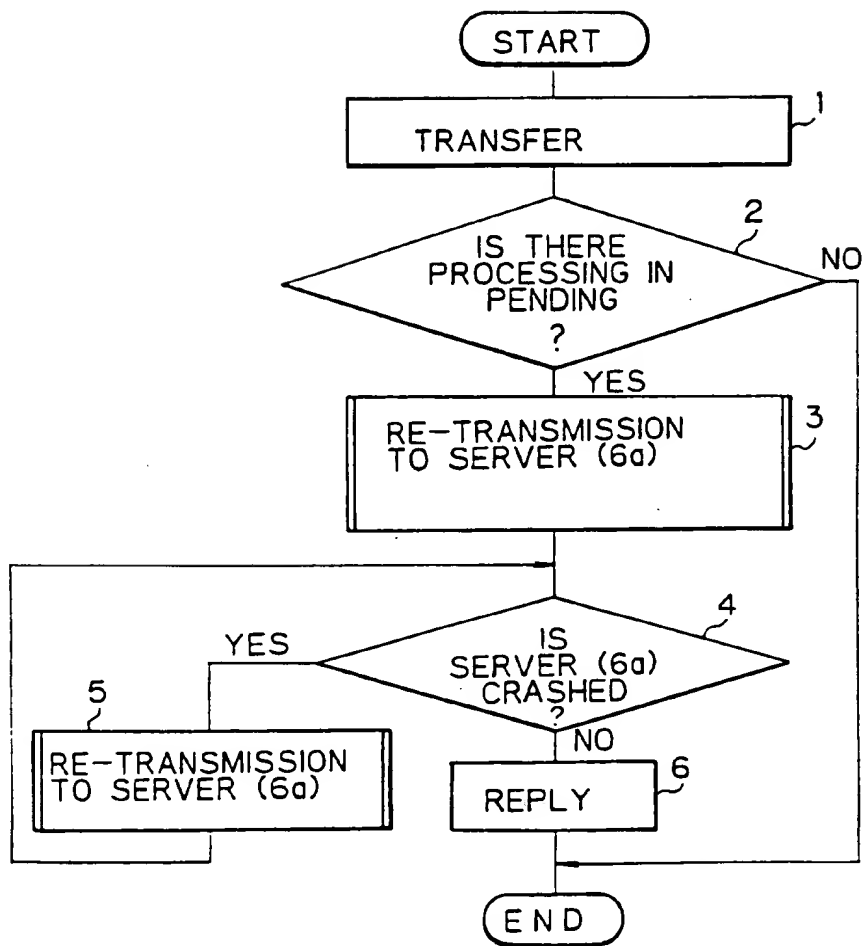 START
1
TRANSFER
2
IS THERE
PROCESSING IN
PENDING
?
NO
YES
3
RE-TRANSMISSION
TO SERVER (6a)
4
YES
IS
SERVER (6a)
CRASHED
?
5
NO
RE-TRANSMISSION
TO SERVER (6a)
6
REPLY
END